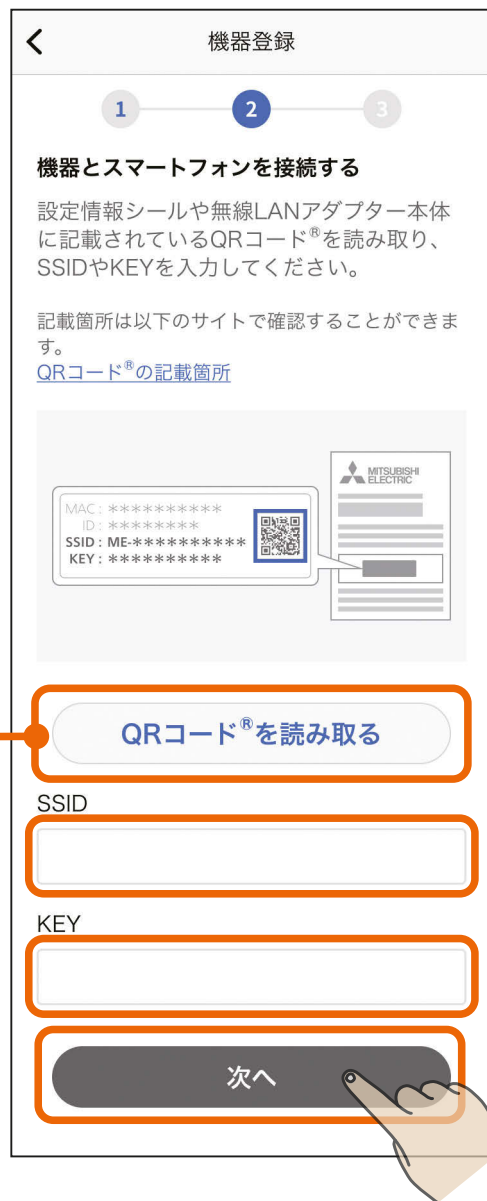 機器登録
1 2 3
機器とスマートフォンを接続する
設定情報シールや無線LANアダプター本体
に記載されているQRコード®を読み取り、
SSIDやKEYを入力してください。
記載箇所は以下のサイトで確認することができま
す。
QRコード®の記載箇所
MITSUBISHI
ELECTRIC
MAC : **********
ID : ********
SSID : ME-**********
KEY : **********
QRコード®を読み取る
SSID
KEY
次へ